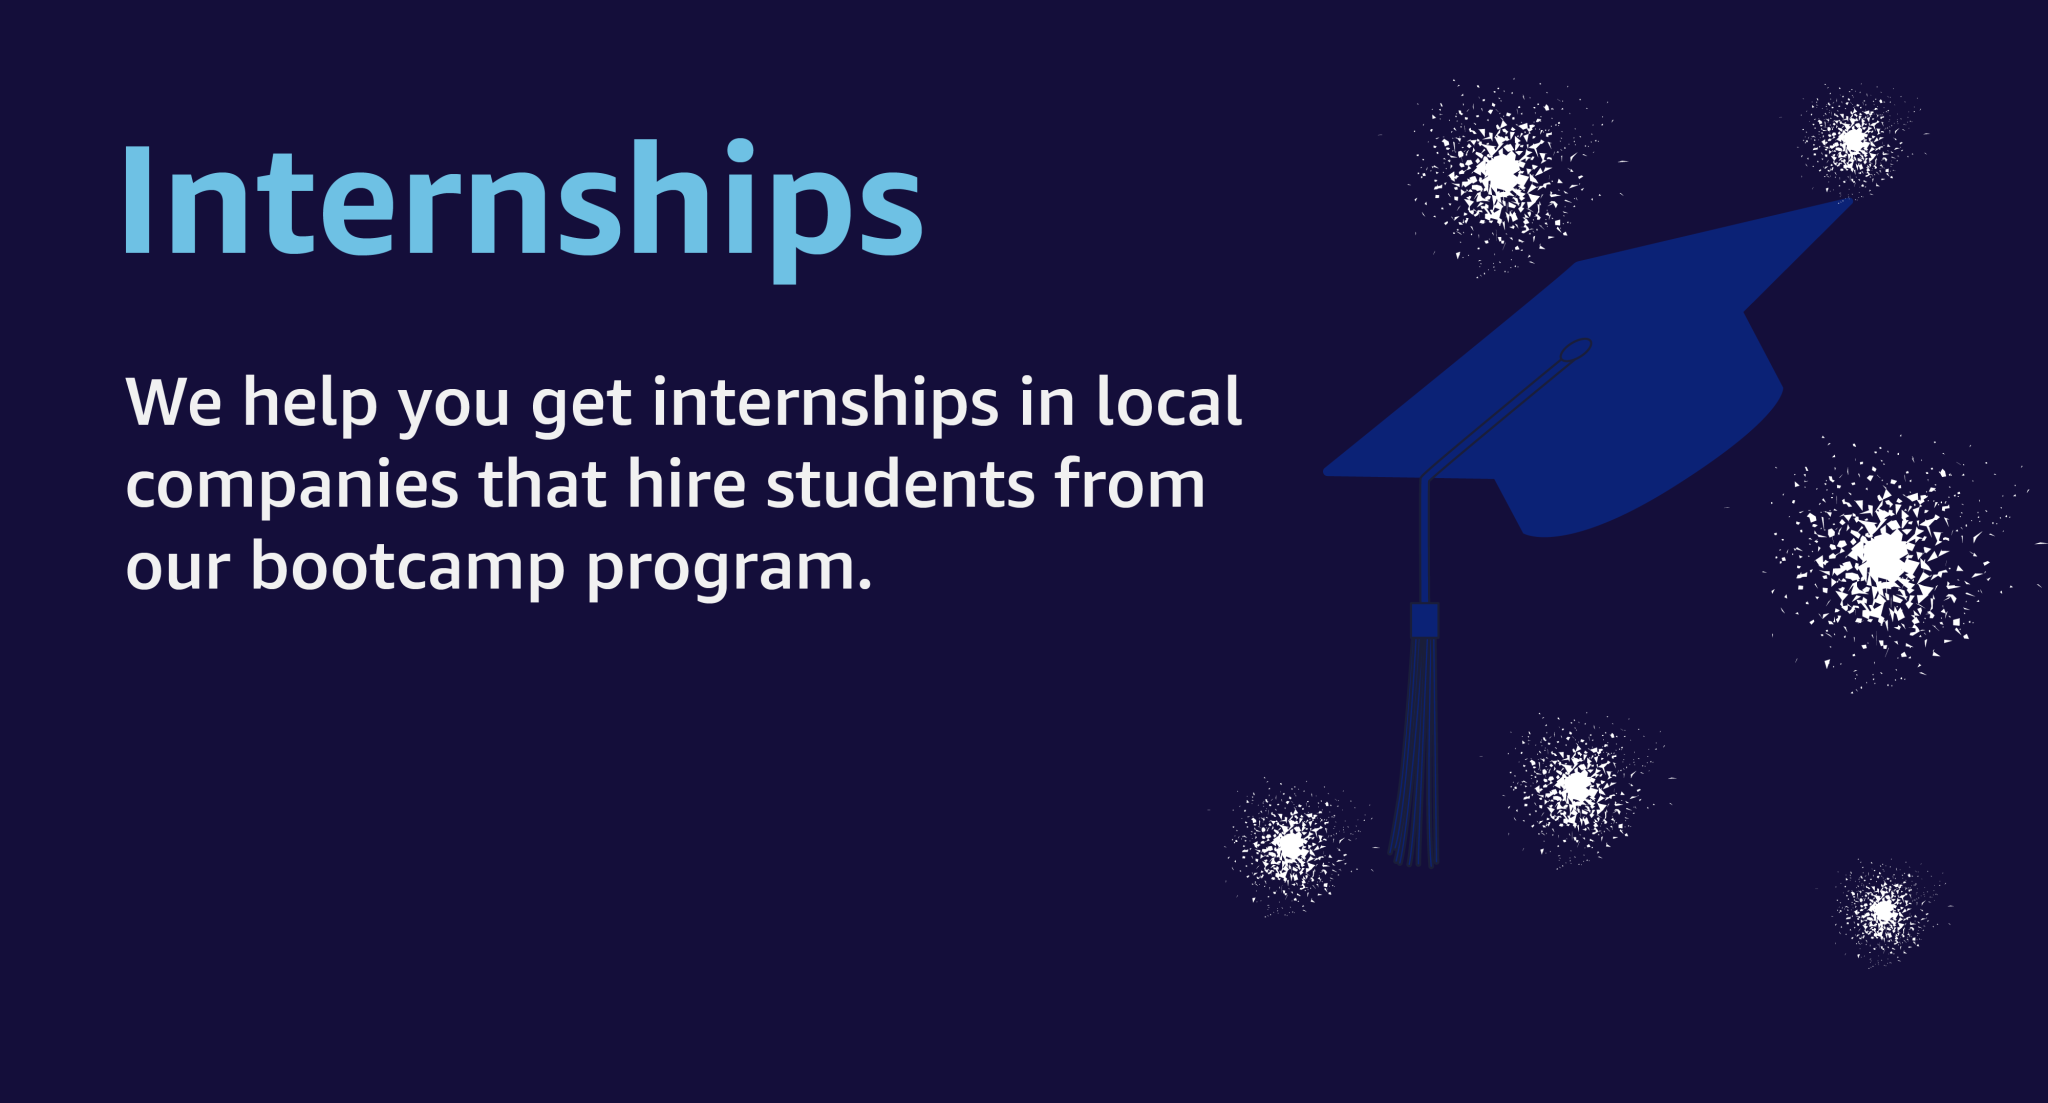 Internships
We help you get internships in local
companies that hire students from
our bootcamp program.